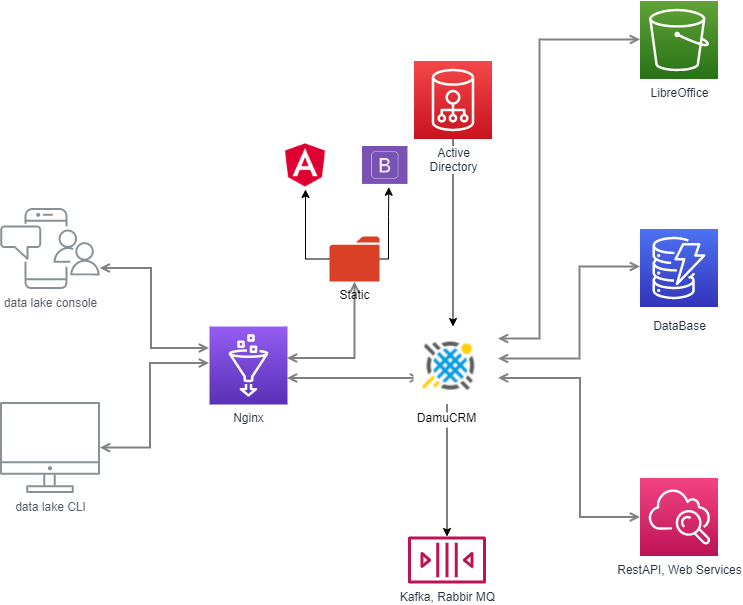 LibreOffice
Active
Directory
A
B
data lake console
Static
DataBase
Nginx
DamuCRM
data lake CLI
RestAPI, Web Services
Kafka, Rabbir MQ